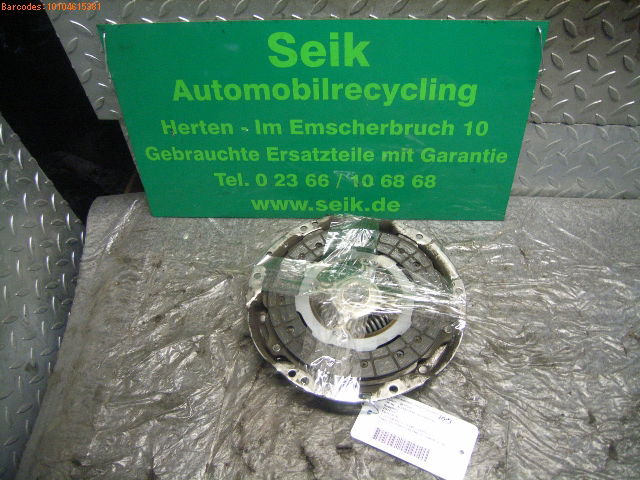 Barcodes: 10104615381
Seik
Automobilrecycling
Herten - Im Emscherbruch 10
Gebrauchte Ersatzteile mit Garantie
Tel. 0 23 66 / 10 68 68
www.seik.de